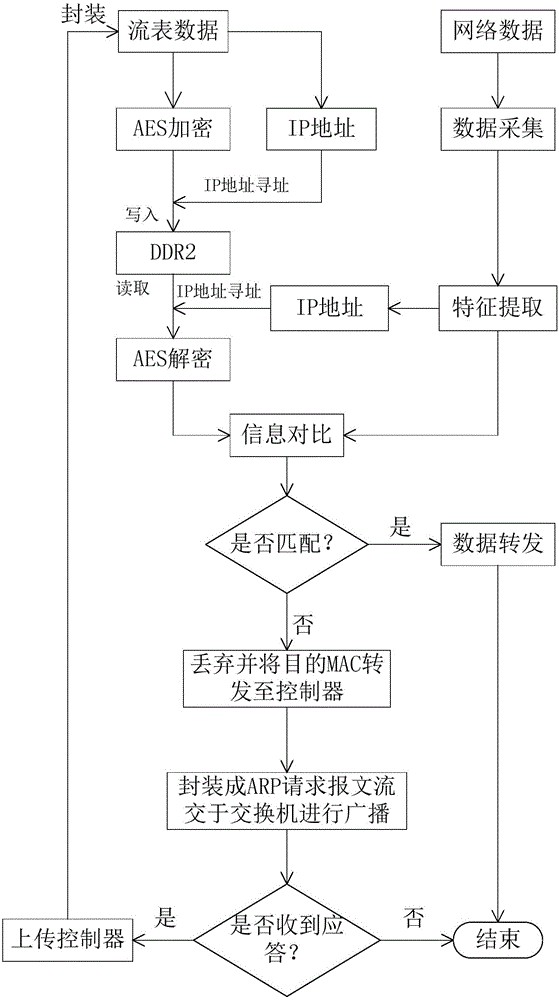 封装
流表数据
网络数据
AES加密
IP地址
数据采集
IP地址寻址
写入
DDR2
读取
IP地址寻址
IP地址
特征提取
AES解密
信息对比
是否匹配?
是
数据转发
否
丢弃并将目的MAC转
发至控制器
封装成ARP请求报文流
交于交换机进行广播
上传控制器
是
是否收到应
答?
否
结束